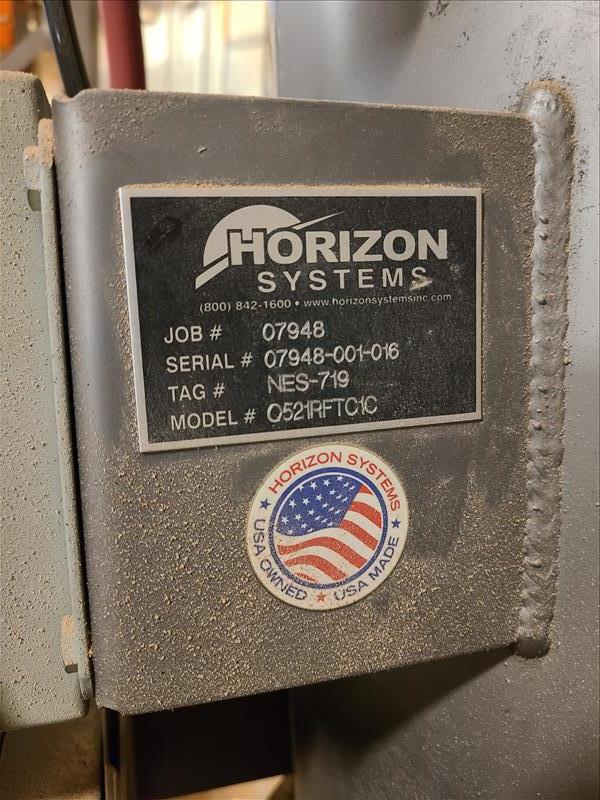 HORIZON
SYSTEMS
(800) 842-1600 • www.horizonsystemsinc.com
JOB # 07948
SERIAL # 07948-001-016
TAG # NES-719
MODEL # O521RFTC1C
HORIZON SYSTEMS
USA OWNED ★ USA MADE